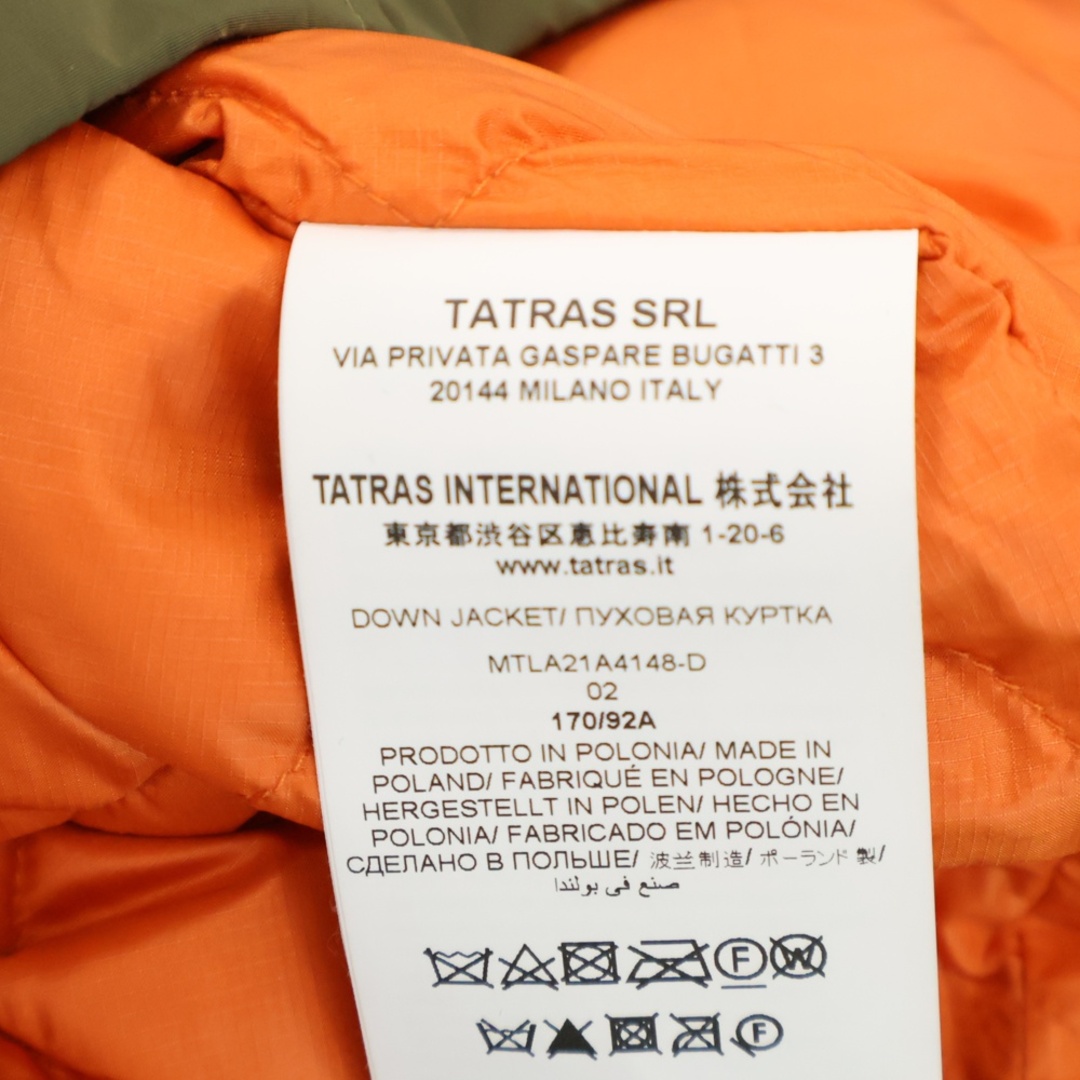 TATRAS SRL
VIA PRIVATA GASPARE BUGATTI 3
20144 MILANO ITALY
TATRAS INTERNATIONAL 株式会社
東京都渋谷区恵比寿南 1-20-6
www.tatras.it
DOWN JACKET/ ПУХОВАЯ КУРТКА
MTLA21A4148-D
02
170/92A
PRODOTTO IN POLONIA/ MADE IN
POLAND/ FABRIQUÉ EN POLOGNE/
HERGESTELLT IN POLEN/ HECHO EN
POLONIA/ FABRICADO EM POLÓNIA/
СДЕЛАНО В ПОЛЬШЕ/ 波兰制造/ ポーランド 製/
صنع في بولندا
F W
F